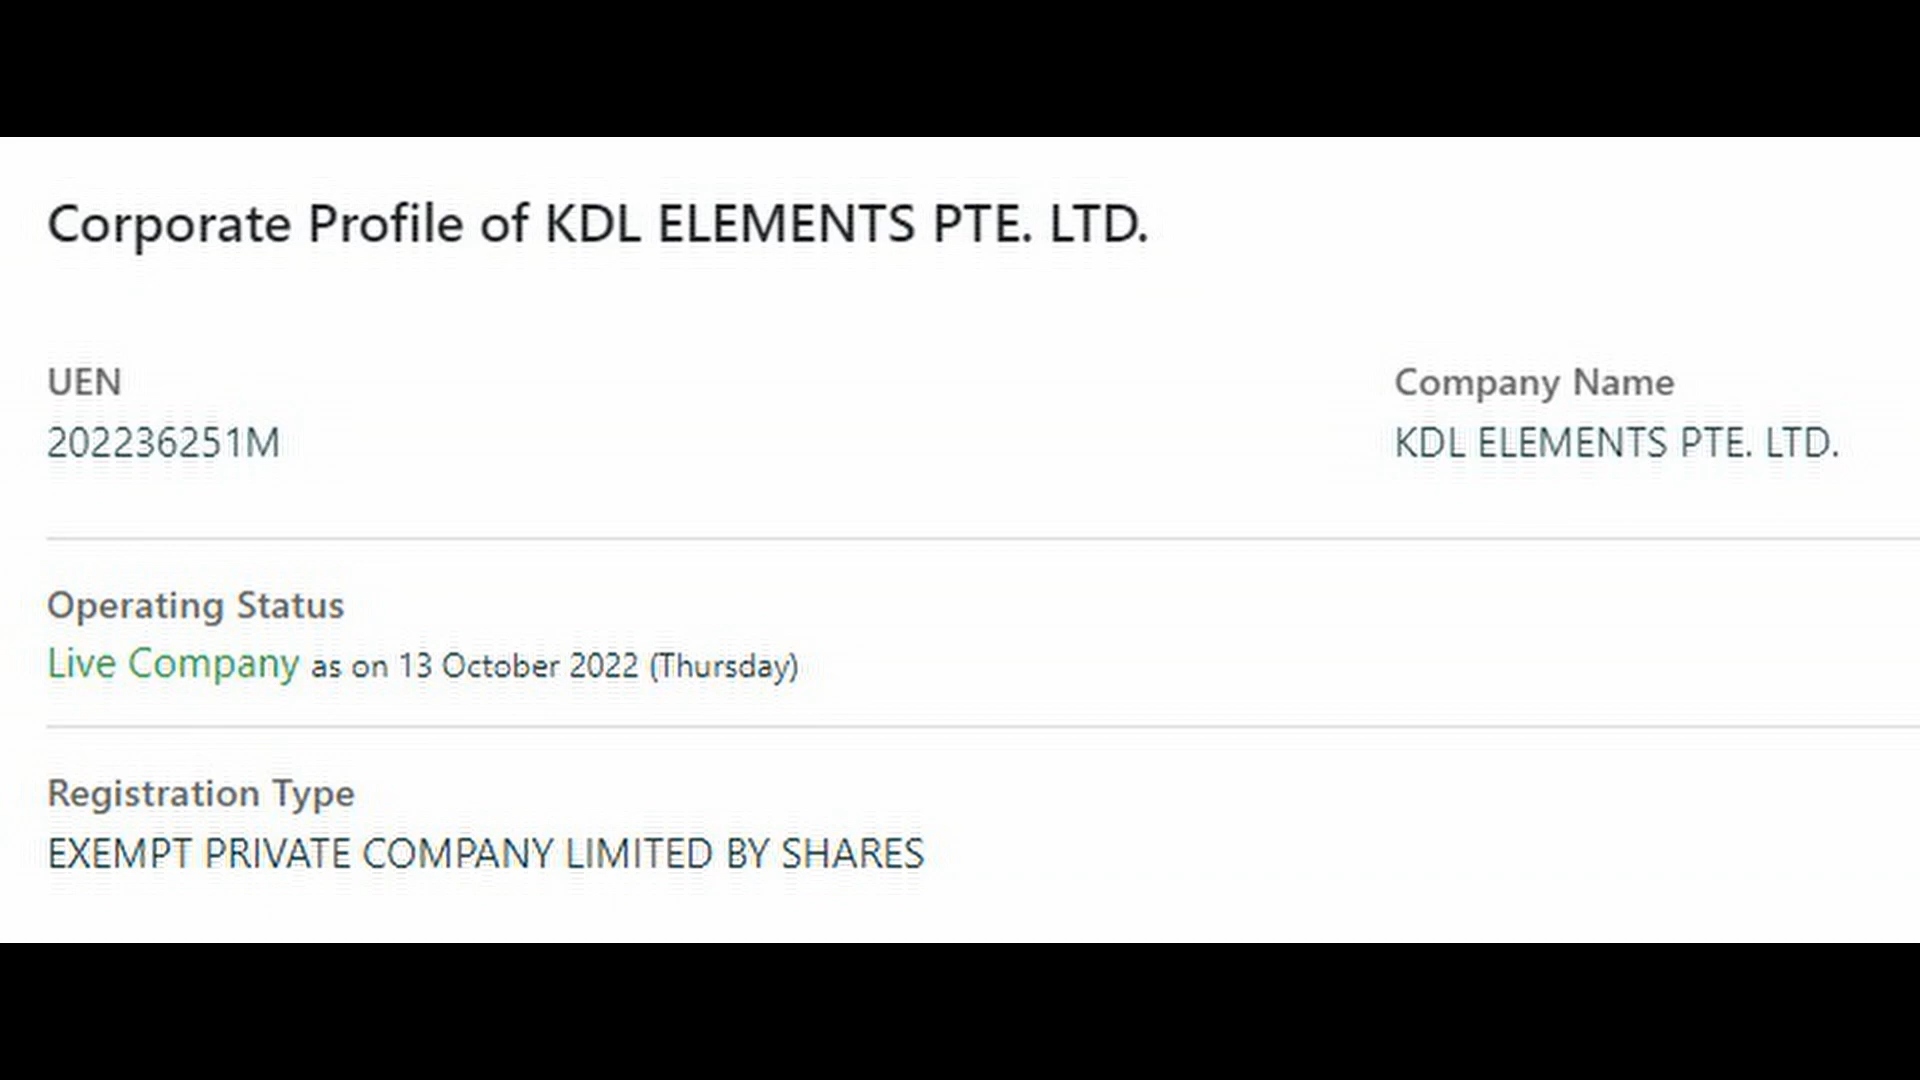 Corporate Profile of KDL ELEMENTS PTE. LTD.
UEN
202236251M
Company Name
KDL ELEMENTS PTE. LTD.
Operating Status
Live Company as on 13 October 2022 (Thursday)
Registration Type
EXEMPT PRIVATE COMPANY LIMITED BY SHARES